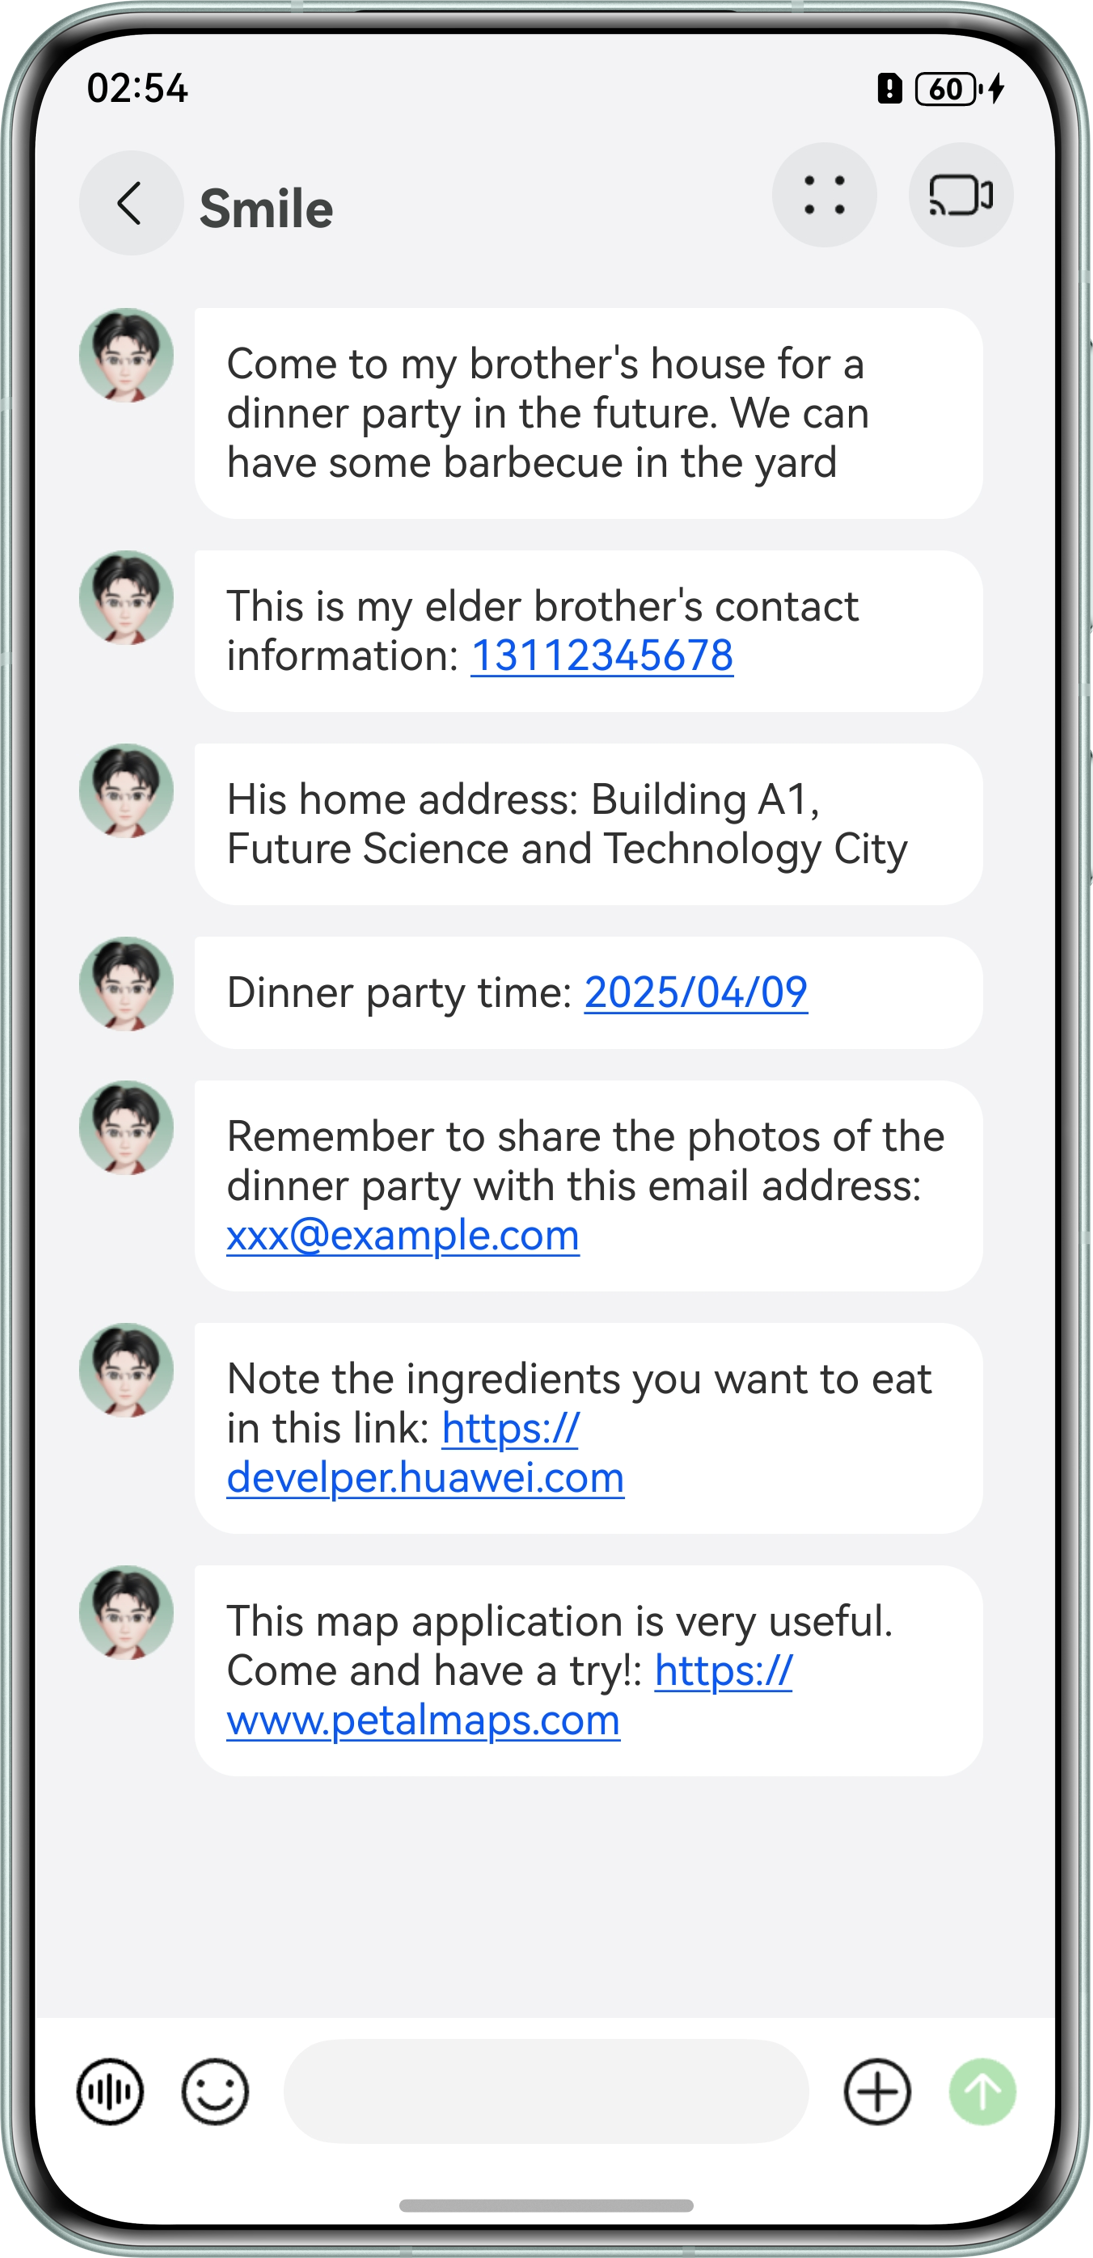 02:54
60
Smile
Come to my brother's house for a
dinner party in the future. We can
have some barbecue in the yard
This is my elder brother's contact
information: 13112345678
His home address: Building A1,
Future Science and Technology City
Dinner party time: 2025/04/09
Remember to share the photos of the
dinner party with this email address:
xxx@example.com
Note the ingredients you want to eat
in this link: https://
develper.huawei.com
This map application is very useful.
Come and have a try!: https://
www.petalmaps.com